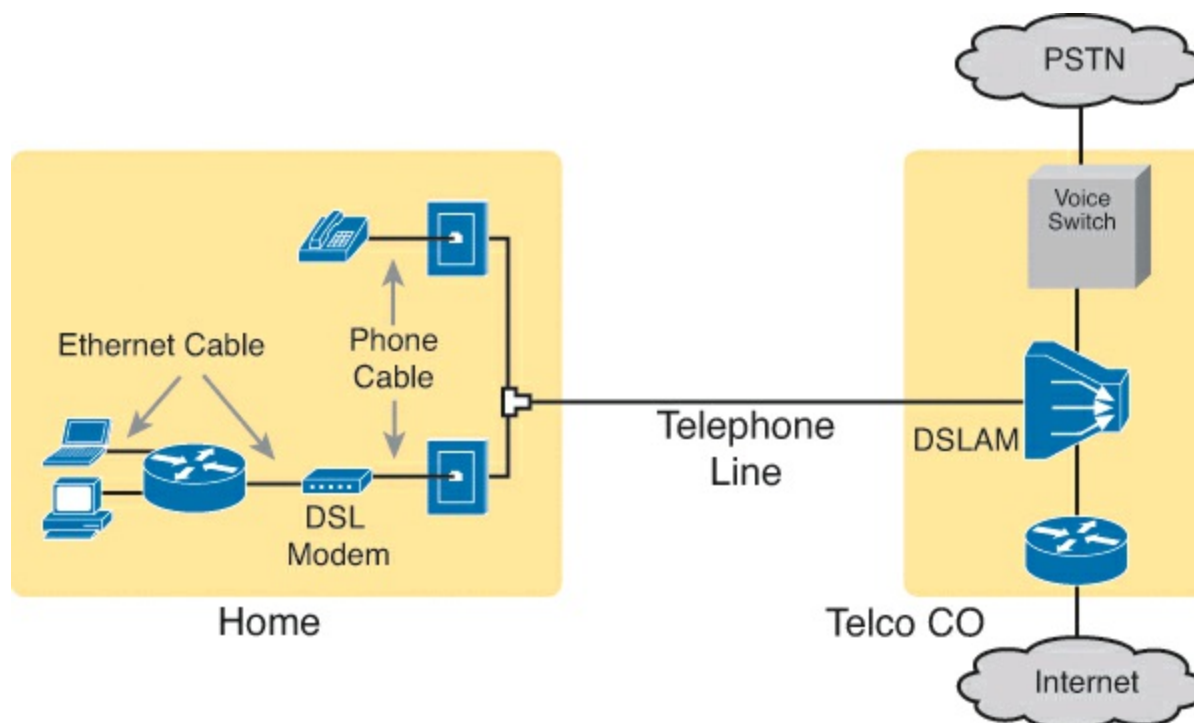 PSTN
Voice
Switch
Ethernet Cable
Phone
Cable
Telephone
Line
DSLAM
DSL
Modem
Home
Telco CO
Internet